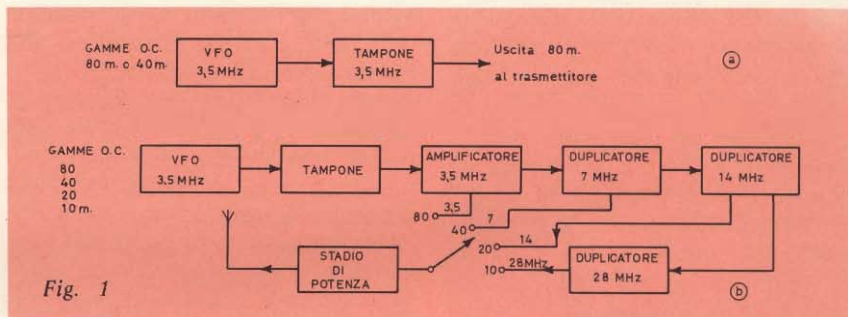 GAMME O.C.
80 m. o 40 m.
VFO
3,5 MHz
TAMPONE
3,5 MHz
Uscita 80 m.
al trasmettitore
a
GAMME O.C.
80
40
20
10 m.
VFO
3.5 MHz
TAMPONE
AMPLIFICATORE
3,5 MHz
DUPLICATORE
7 MHz
DUPLICATORE
14 MHz
80 3,5
40 7
20 14
10 28MHz
STADIO
DI
POTENZA
DUPLICATORE
28 MHz
b
Fig. 1